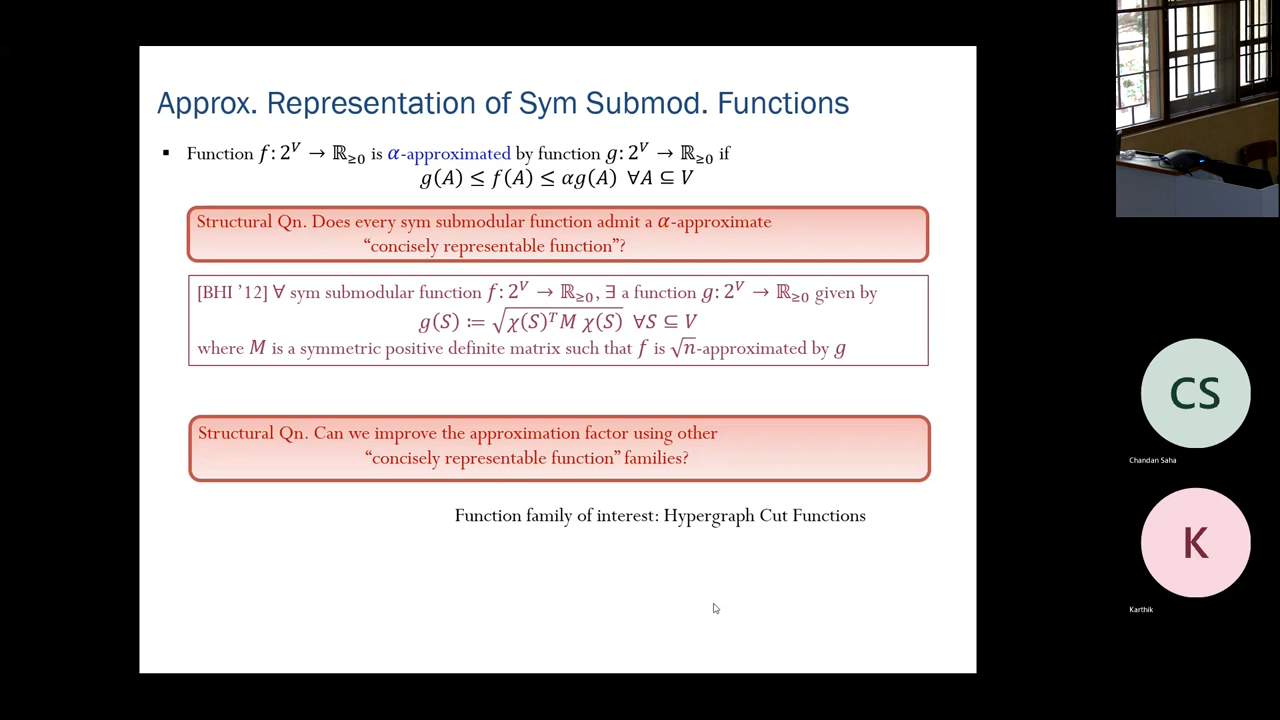 Approx. Representation of Sym Submod. Functions
▪ Function f: 2^V → ℝ≥0 is α-approximated by function g: 2^V → ℝ≥0 if
g(A) ≤ f(A) ≤ αg(A) ∀A ⊆ V
Structural Qn. Does every sym submodular function admit a α-approximate
“concisely representable function”?
[BHI ’12] ∀ sym submodular function f: 2^V → ℝ≥0, ∃ a function g: 2^V → ℝ≥0 given by
g(S) ≔ √(χ(S)^T M χ(S)) ∀S ⊆ V
where M is a symmetric positive definite matrix such that f is √n-approximated by g
Structural Qn. Can we improve the approximation factor using other
“concisely representable function” families?
Function family of interest: Hypergraph Cut Functions
CS
Chandan Saha
K
Karthik